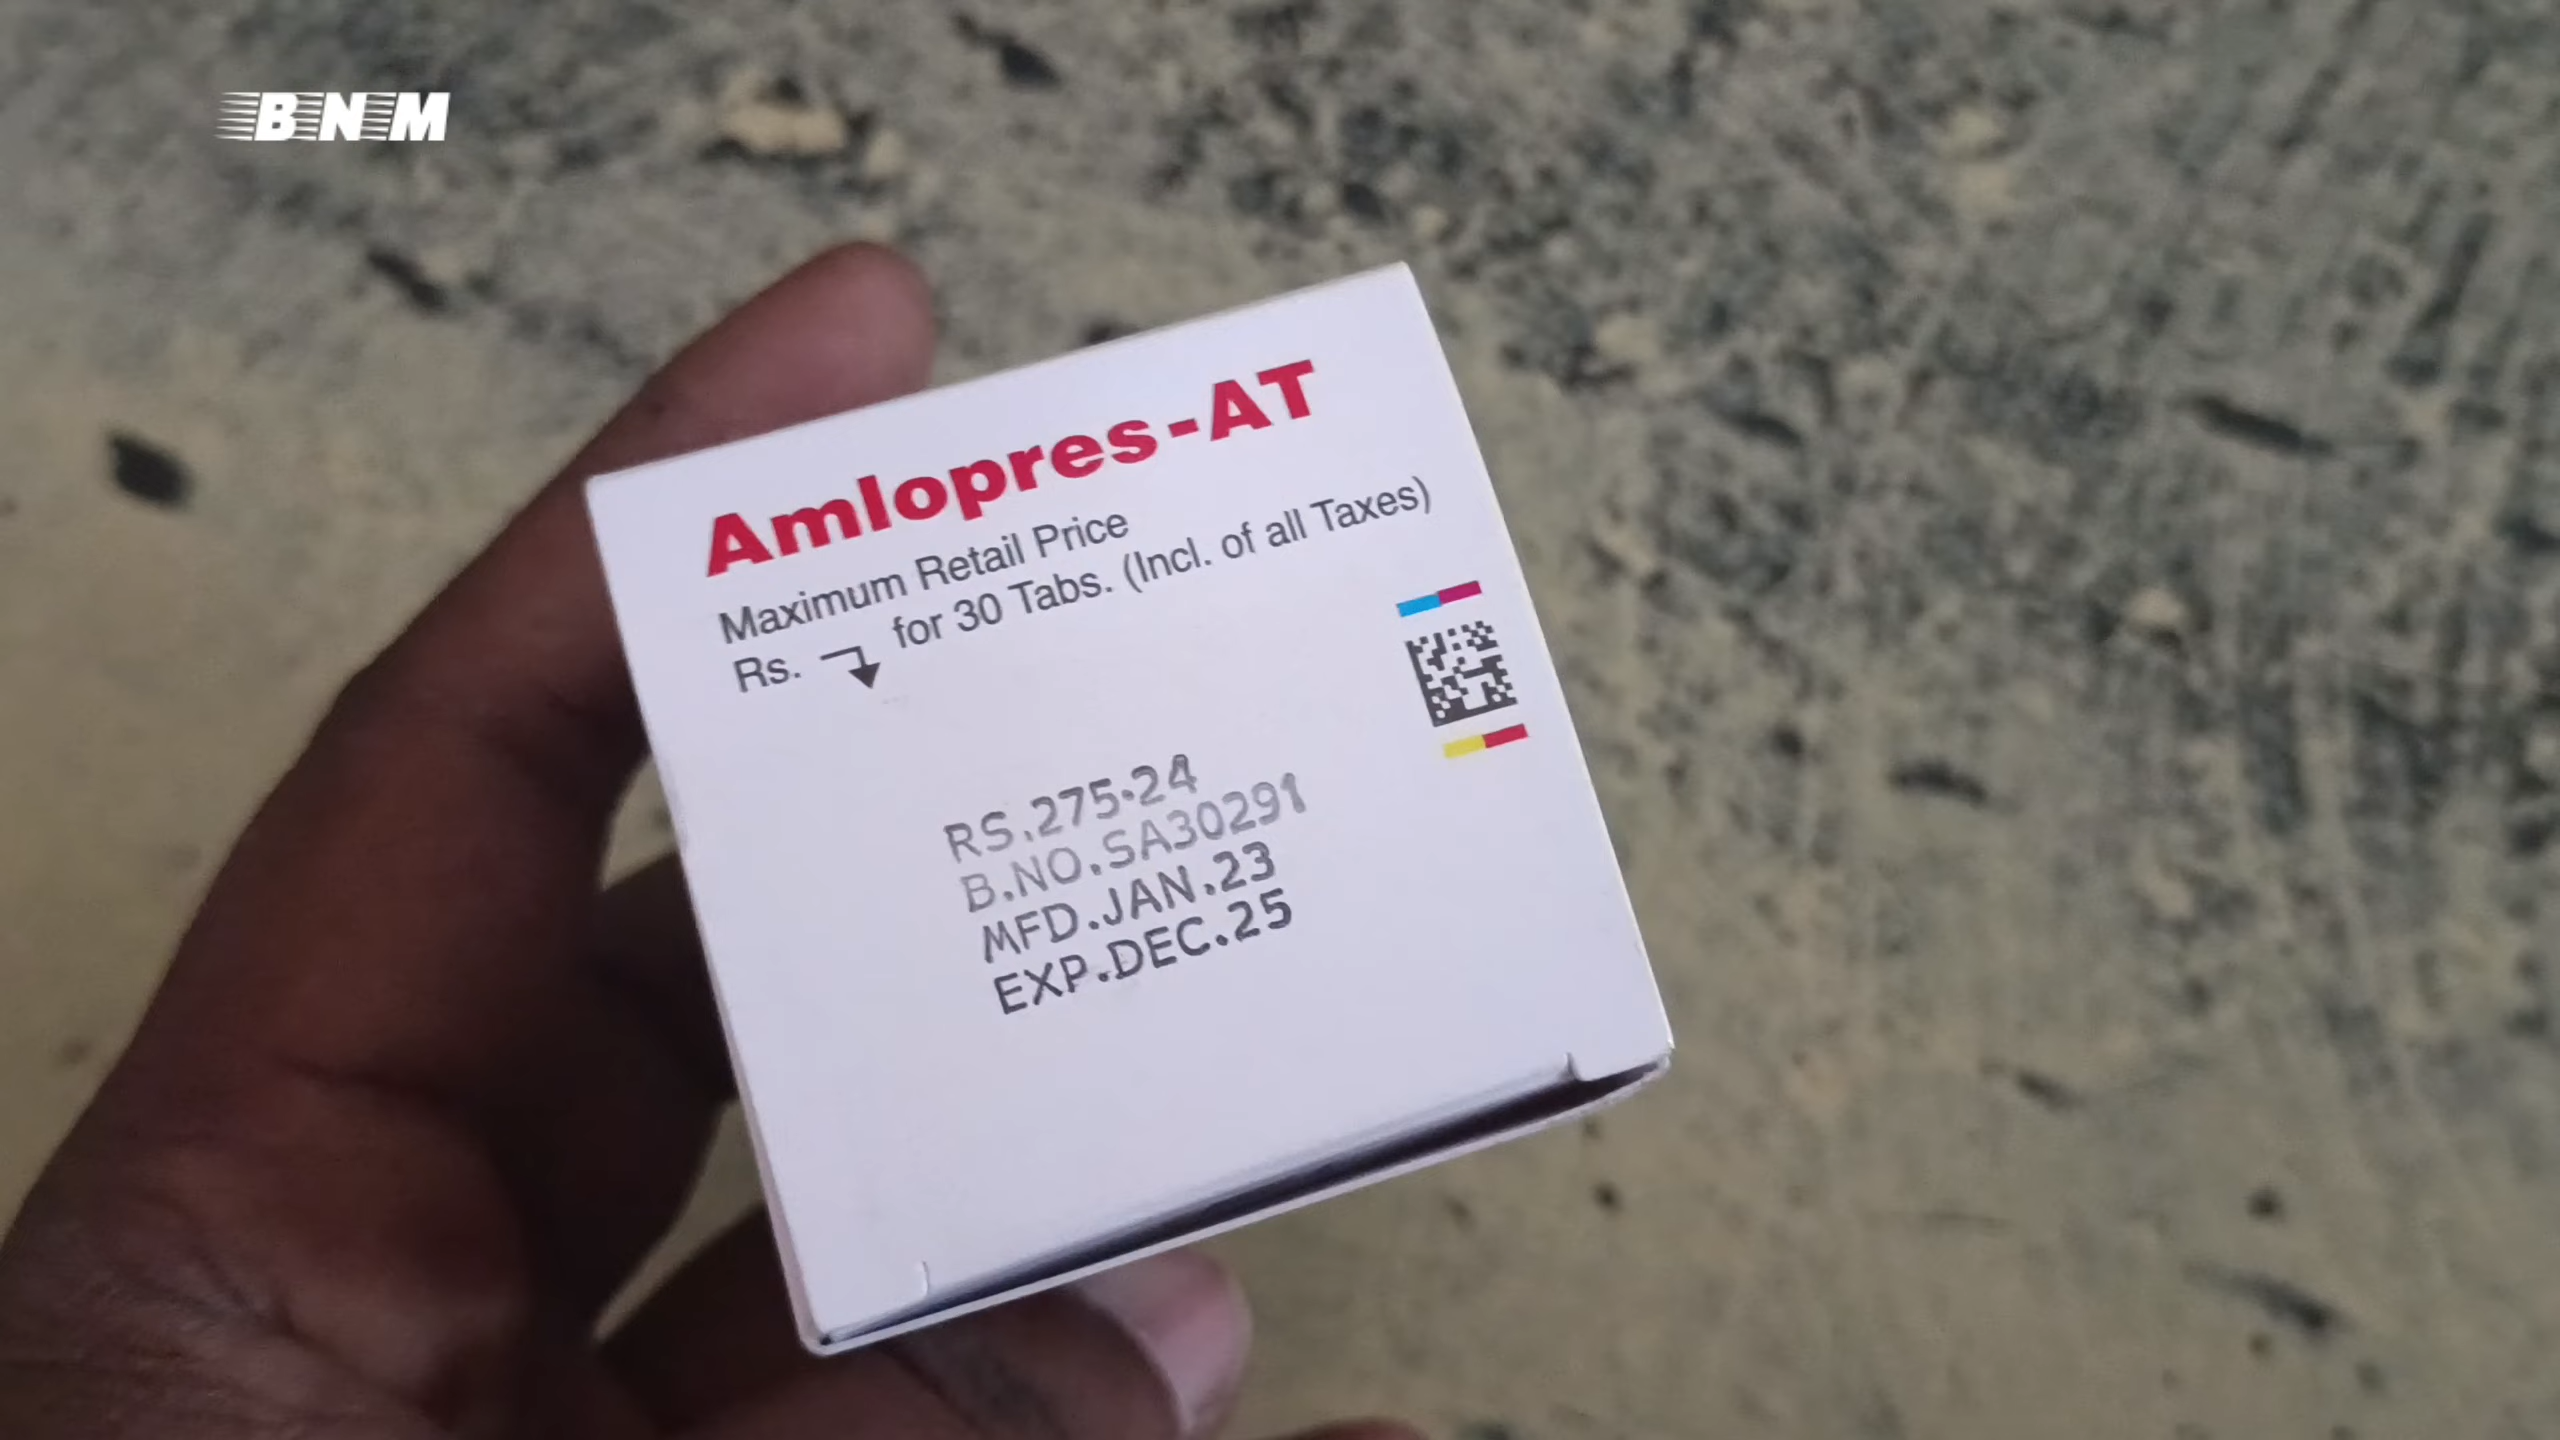 BNM
Amlopres-AT
Maximum Retail Price
Rs. for 30 Tabs. (Incl. of all Taxes)
RS.275.24
B.NO.SA30291
MFD.JAN.23
EXP.DEC.25